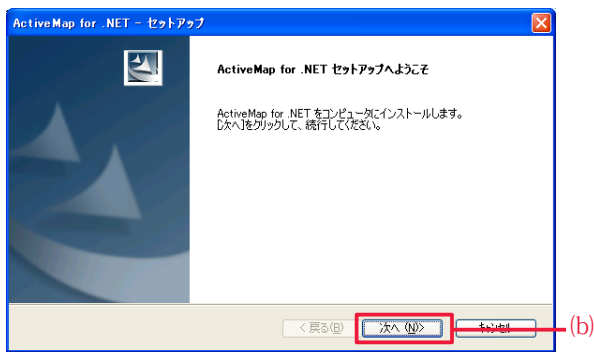 ActiveMap for .NET - セットアップ
ActiveMap for .NET セットアップへようこそ
ActiveMap for .NET をコンピュータにインストールします。
[次へ]をクリックして、続行してください。
< 戻る(B)
次へ (N)>
キャンセル
(b)